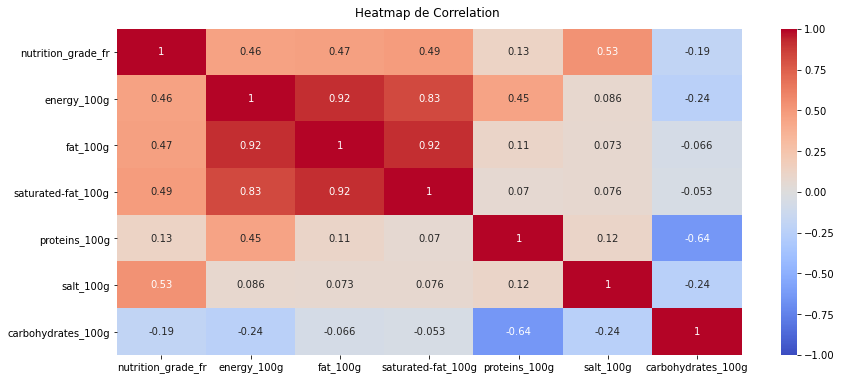 Heatmap de Correlation
nutrition_grade_fr 1 0.46 0.47 0.49 0.13 0.53 -0.19
energy_100g 0.46 1 0.92 0.83 0.45 0.086 -0.24
fat_100g 0.47 0.92 1 0.92 0.11 0.073 -0.066
saturated-fat_100g 0.49 0.83 0.92 1 0.07 0.076 -0.053
proteins_100g 0.13 0.45 0.11 0.07 1 0.12 -0.64
salt_100g 0.53 0.086 0.073 0.076 0.12 1 -0.24
carbohydrates_100g -0.19 -0.24 -0.066 -0.053 -0.64 -0.24 1
nutrition_grade_fr energy_100g fat_100g saturated-fat_100g proteins_100g salt_100g carbohydrates_100g
1.00
0.75
0.50
0.25
0.00
−0.25
−0.50
−0.75
−1.00